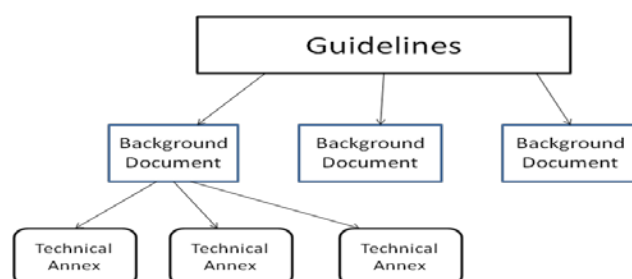 Guidelines
Background
Document
Background
Document
Background
Document
Technical
Annex
Technical
Annex
Technical
Annex